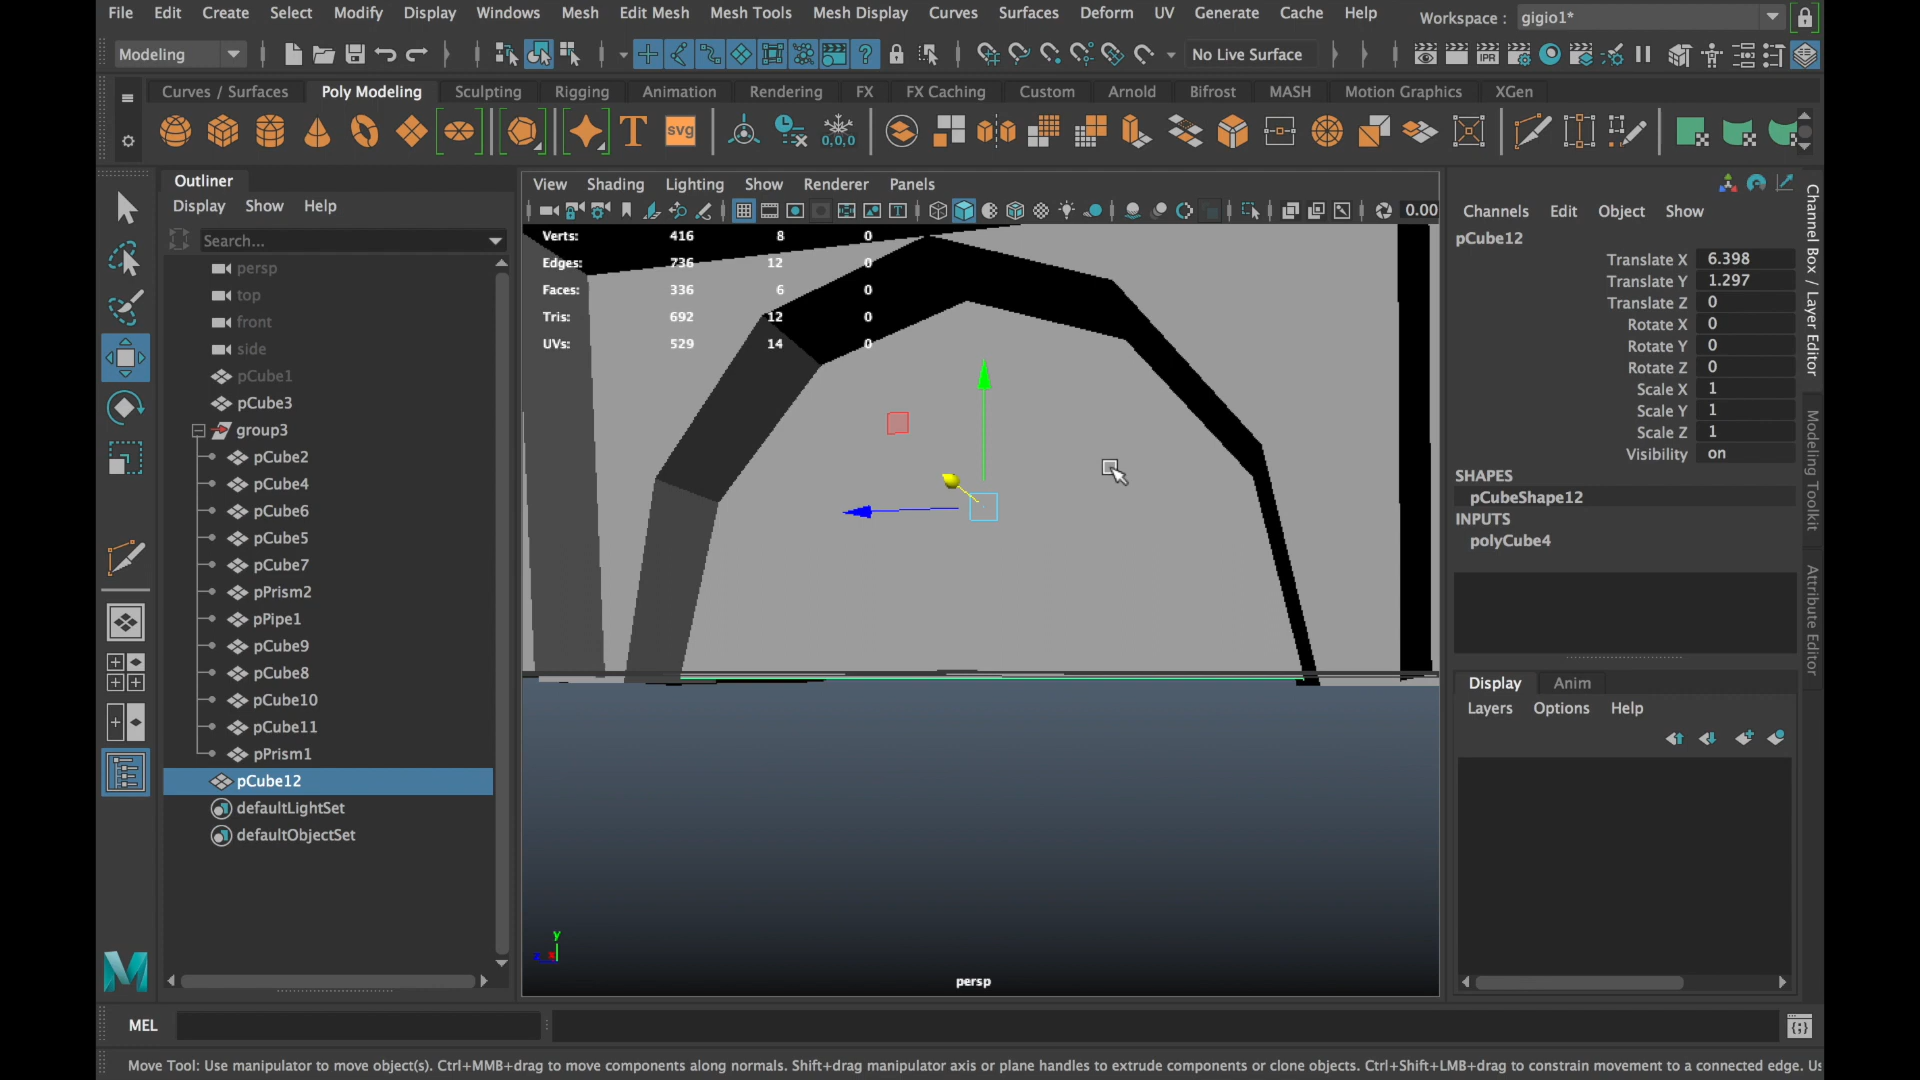 File Edit Create Select Modify Display Windows Mesh Edit Mesh Mesh Tools Mesh Display Curves Surfaces Deform UV Generate Cache Help Workspace : gigio1*
Modeling No Live Surface IPR
Curves / Surfaces Poly Modeling Sculpting Rigging Animation Rendering FX FX Caching Custom Arnold Bifrost MASH Motion Graphics XGen
T svg 0,0,0
Outliner
Display Show Help
Search...
persp
top
front
side
pCube1
pCube3
group3
pCube2
pCube4
pCube6
pCube5
pCube7
pPrism2
pPipe1
pCube9
pCube8
pCube10
pCube11
pPrism1
pCube12
defaultLightSet
defaultObjectSet
View Shading Lighting Show Renderer Panels
0.00
Verts: 416 8 0
Edges: 736 12 0
Faces: 336 6 0
Tris: 692 12 0
UVs: 529 14 0
y
z x
persp
Channels Edit Object Show
pCube12
Translate X 6.398
Translate Y 1.297
Translate Z 0
Rotate X 0
Rotate Y 0
Rotate Z 0
Scale X 1
Scale Y 1
Scale Z 1
Visibility on
SHAPES
pCubeShape12
INPUTS
polyCube4
Display Anim
Layers Options Help
Channel Box / Layer Editor
Modeling Toolkit
Attribute Editor
M
MEL
Move Tool: Use manipulator to move object(s). Ctrl+MMB+drag to move components along normals. Shift+drag manipulator axis or plane handles to extrude components or clone objects. Ctrl+Shift+LMB+drag to constrain movement to a connected edge. Us